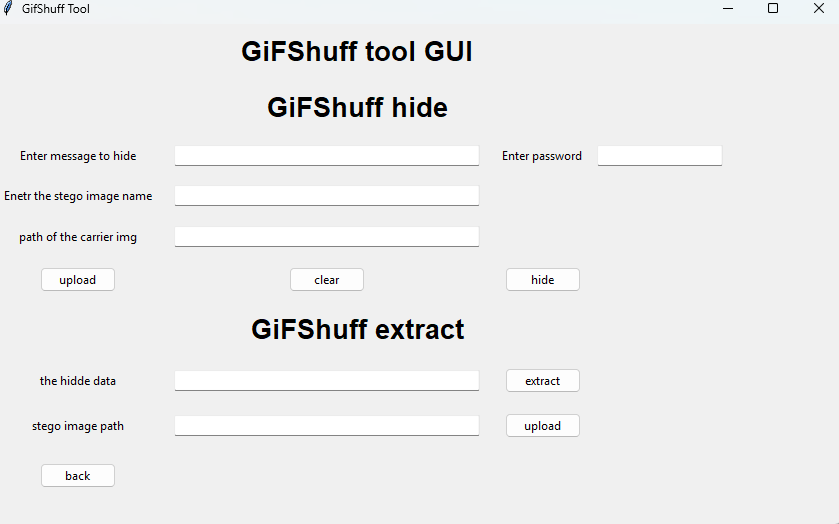 GifShuff Tool
GiFShuff tool GUI
GiFShuff hide
Enter message to hide Enter password
Enetr the stego image name
path of the carrier img
upload clear hide
GiFShuff extract
the hidde data extract
stego image path upload
back